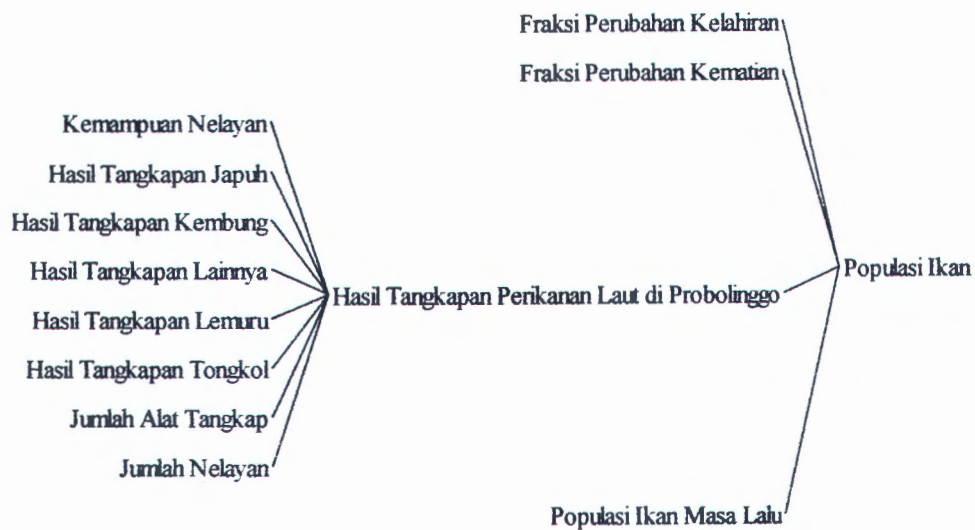 Fraksi Perubahan Kelahiran
Fraksi Perubahan Kematian
Kemampuan Nelayan
Hasil Tangkapan Japuh
Hasil Tangkapan Kembung
Hasil Tangkapan Lainnya
Hasil Tangkapan Lemuru
Hasil Tangkapan Tongkol
Jumlah Alat Tangkap
Jumlah Nelayan
Hasil Tangkapan Perikanan Laut di Probolinggo
Populasi Ikan
Populasi Ikan Masa Lalu